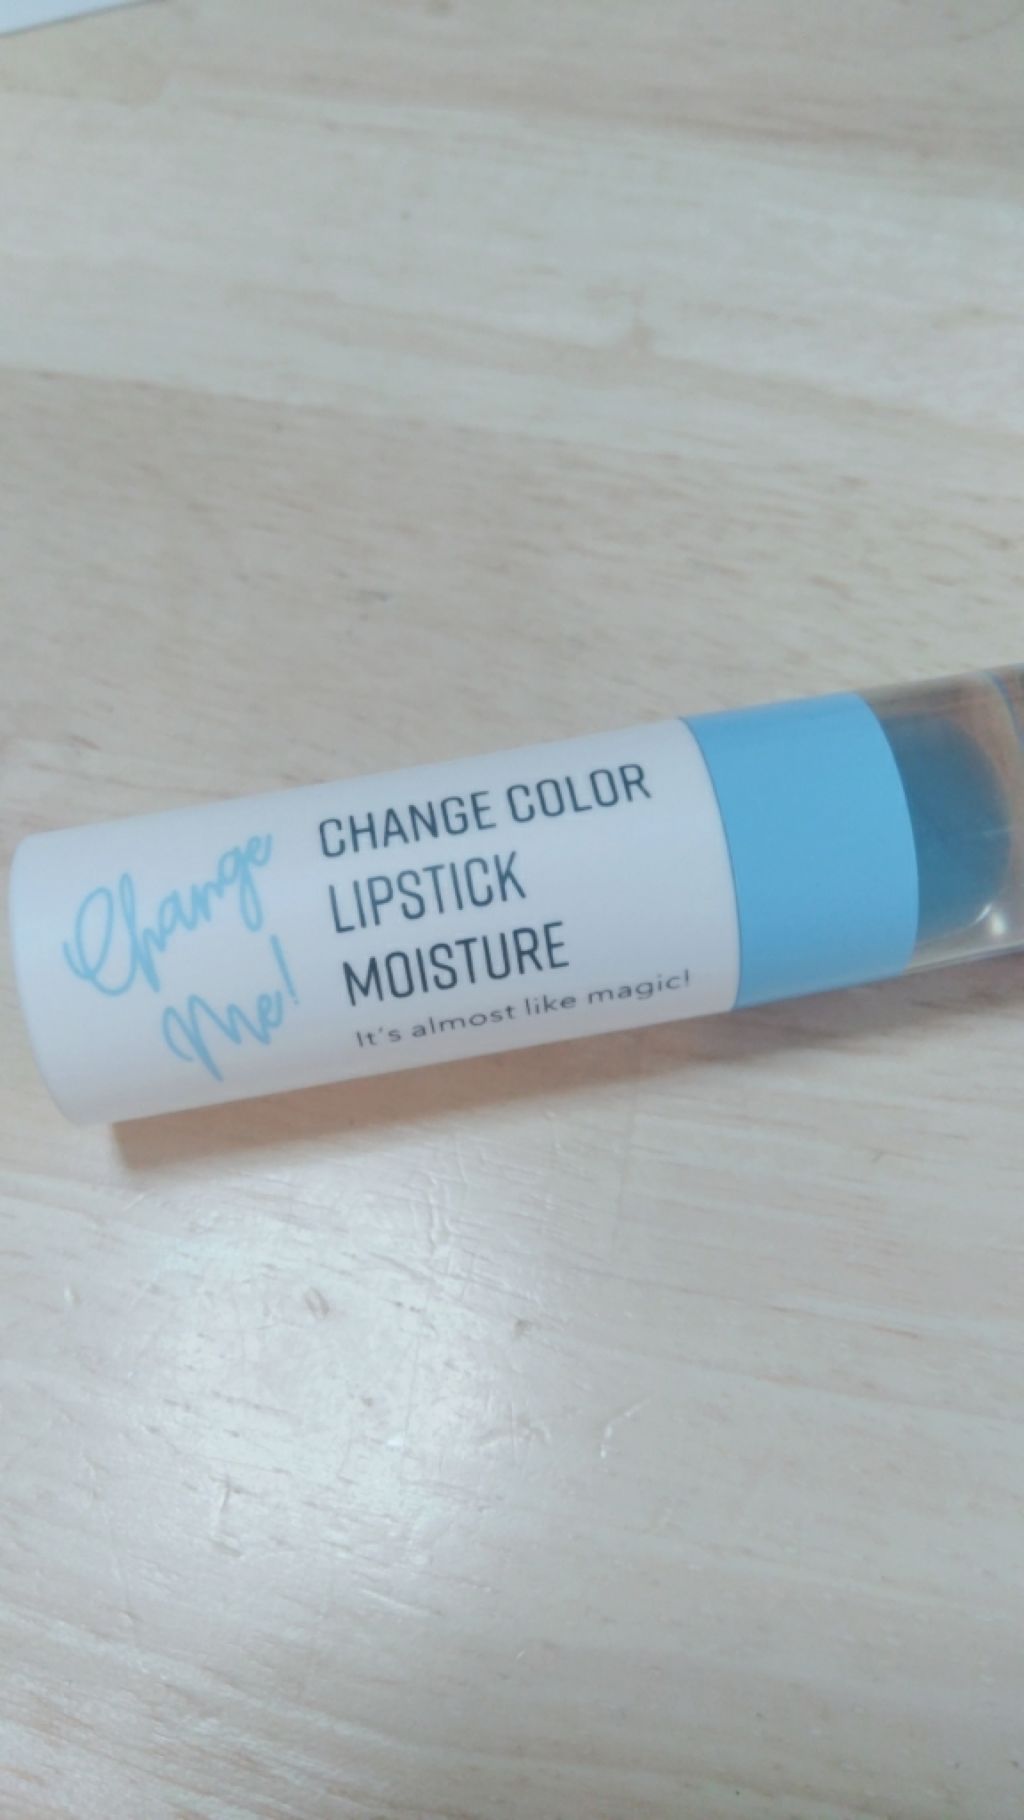 Change
Me!
CHANGE COLOR
LIPSTICK
MOISTURE
It's almost like magic!